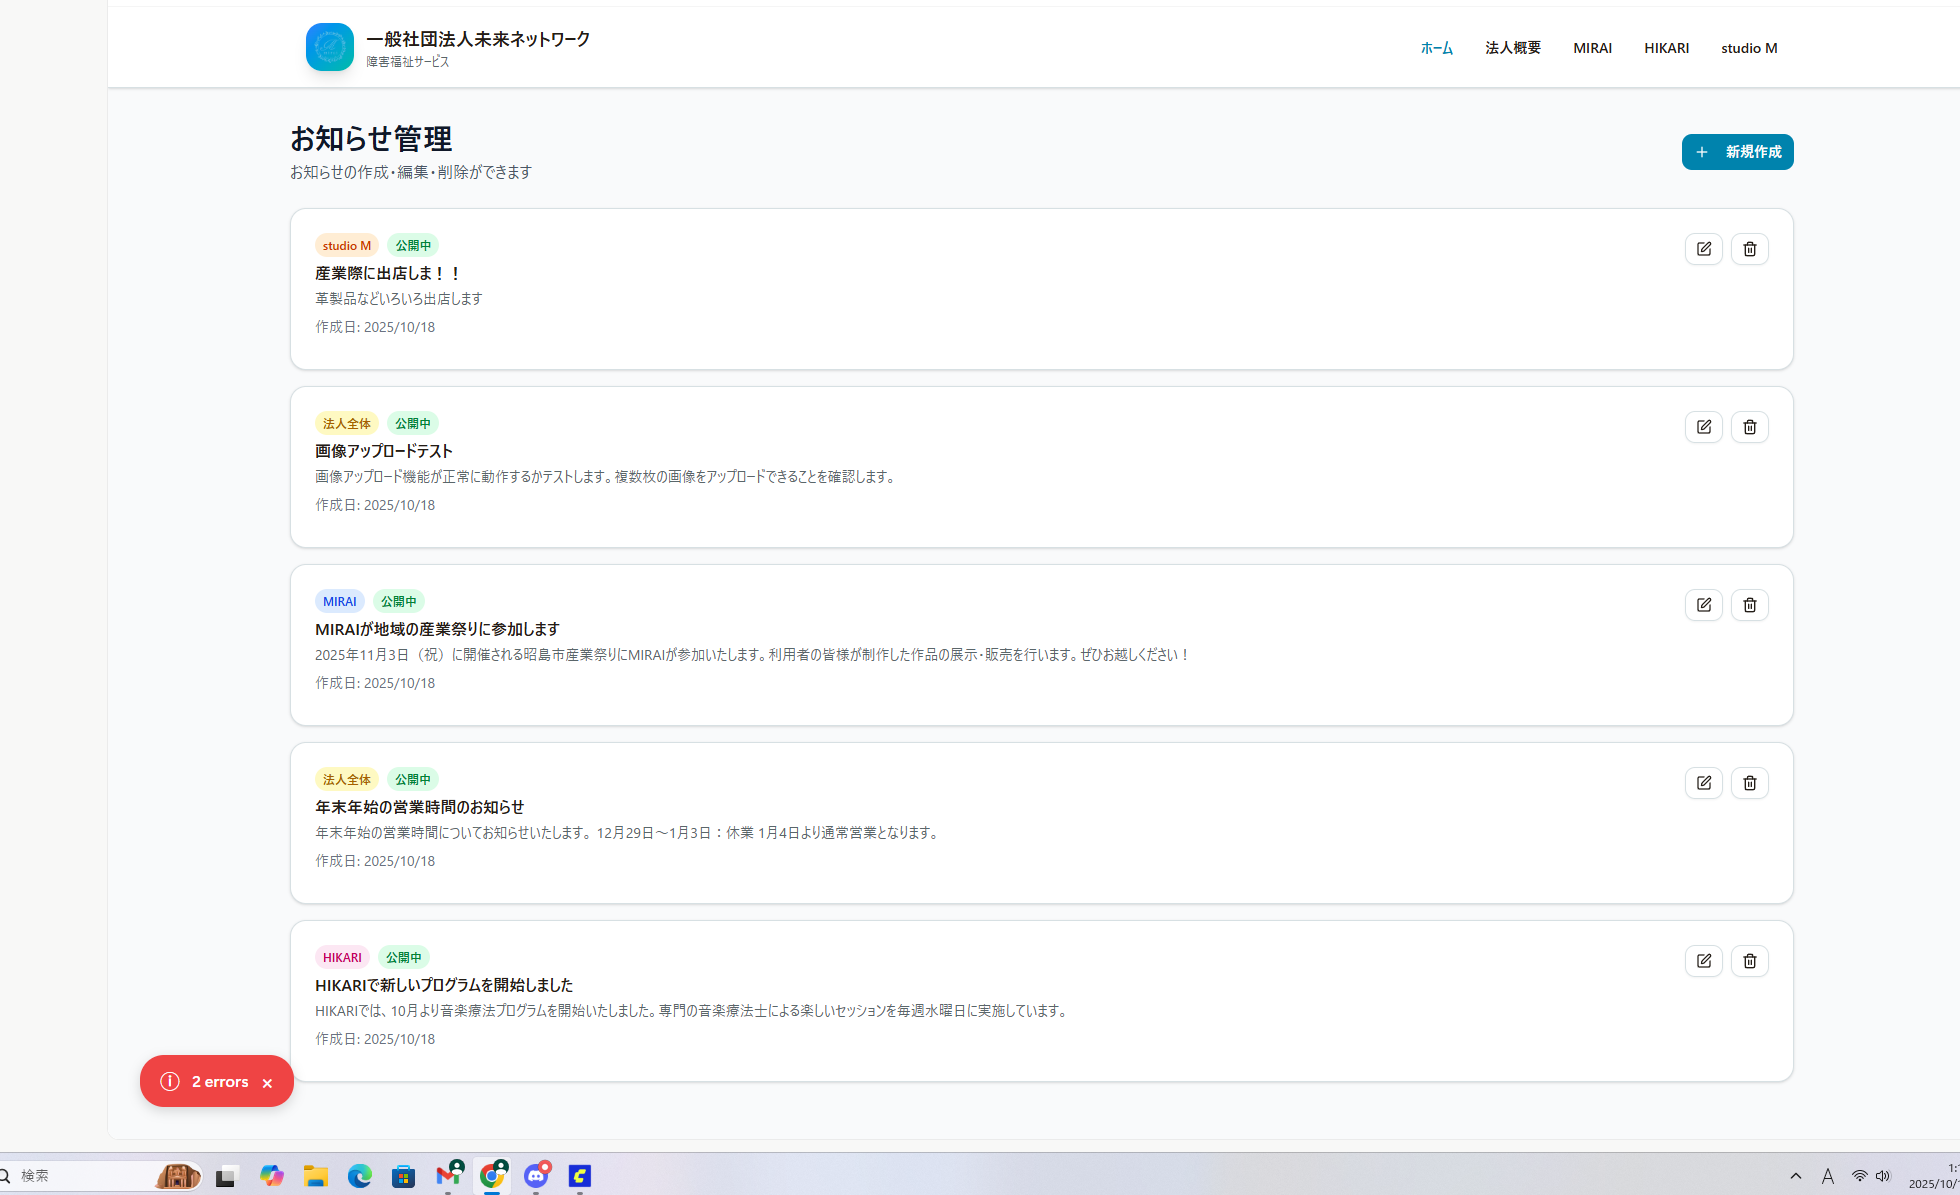 一般社団法人未来ネットワーク
障害福祉サービス
ホーム 法人概要 MIRAI HIKARI studio M
お知らせ管理
お知らせの作成・編集・削除ができます
+ 新規作成
studio M 公開中
産業際に出店しま！！
革製品などいろいろ出店します
作成日: 2025/10/18
法人全体 公開中
画像アップロードテスト
画像アップロード機能が正常に動作するかテストします。複数枚の画像をアップロードできることを確認します。
作成日: 2025/10/18
MIRAI 公開中
MIRAIが地域の産業祭りに参加します
2025年11月3日（祝）に開催される昭島市産業祭りにMIRAIが参加いたします。利用者の皆様が制作した作品の展示・販売を行います。ぜひお越しください！
作成日: 2025/10/18
法人全体 公開中
年末年始の営業時間のお知らせ
年末年始の営業時間についてお知らせいたします。 12月29日～1月3日：休業 1月4日より通常営業となります。
作成日: 2025/10/18
HIKARI 公開中
HIKARIで新しいプログラムを開始しました
HIKARIでは、10月より音楽療法プログラムを開始いたしました。専門の音楽療法士による楽しいセッションを毎週水曜日に実施しています。
作成日: 2025/10/18
2 errors ×
検索
A
2025/10/